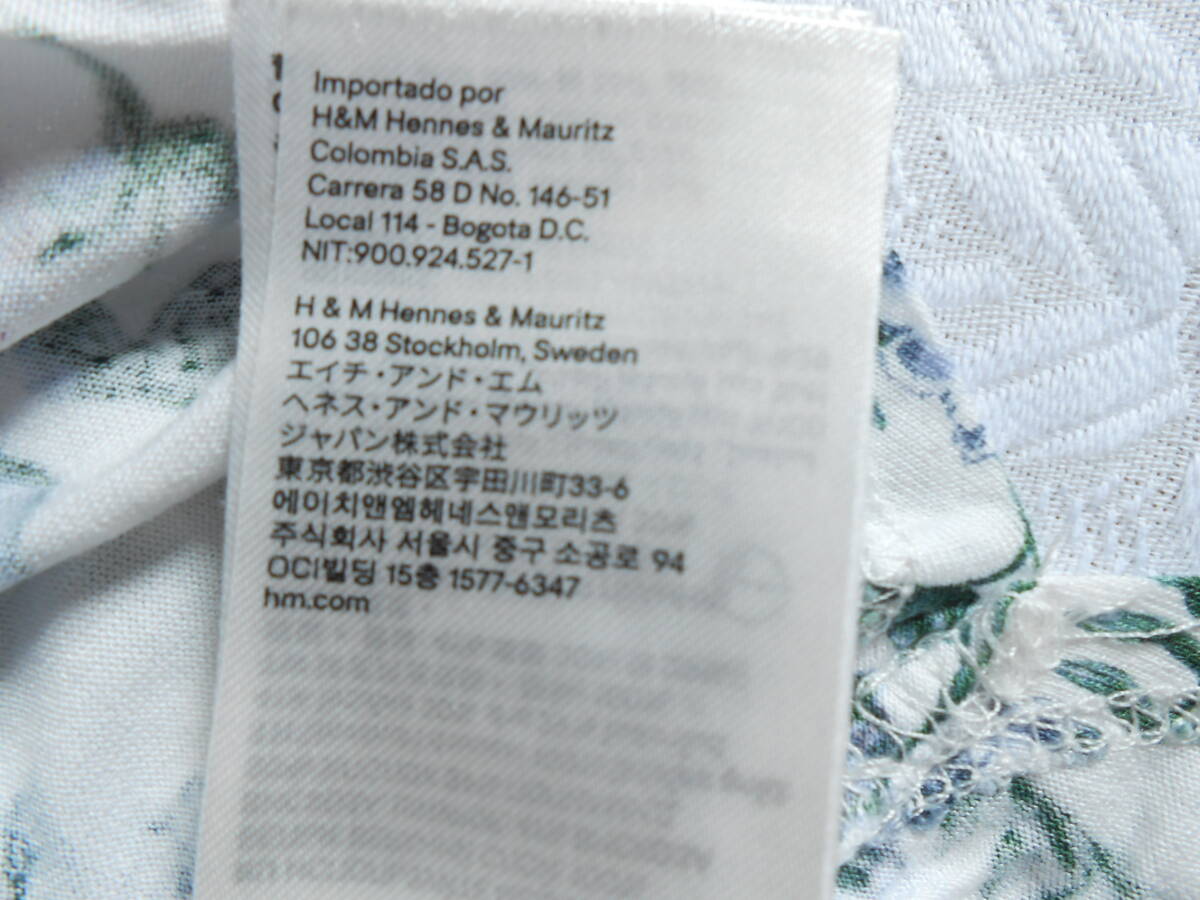 Importado por
H&M Hennes & Mauritz
Colombia S.A.S.
Carrera 58 D No. 146-51
Local 114 - Bogota D.C.
NIT:900.924.527-1
H & M Hennes & Mauritz
106 38 Stockholm, Sweden
エイチ・アンド・エム
ヘネス・アンド・マウリッツ
ジャパン株式会社
東京都渋谷区宇田川町33-6
에이치앤엠헤네스앤모리츠
주식회사 서울시 중구 소공로 94
OCI빌딩 15층 1577-6347
hm.com